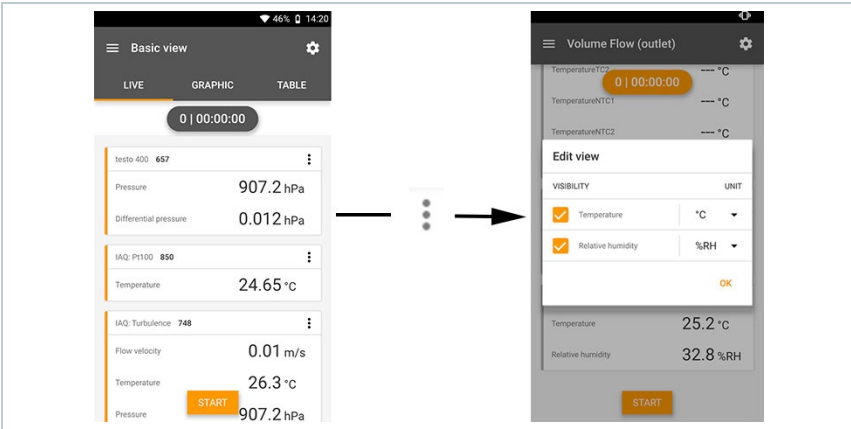 46% 14:20
Basic view
LIVE GRAPHIC TABLE
0 | 00:00:00
testo 400 657
Pressure 907.2 hPa
Differential pressure 0.012 hPa
IAQ: Pt100 850
Temperature 24.65 °C
IAQ: Turbulence 748
Flow velocity 0.01 m/s
Temperature 26.3 °C
START
Pressure 907.2 hPa
Volume Flow (outlet)
TemperatureTC2 --- °C
0 | 00:00:00
TemperatureNTC1 --- °C
TemperatureNTC2 --- °C
Edit view
VISIBILITY UNIT
Temperature °C
Relative humidity %RH
OK
Temperature 25.2 °C
Relative humidity 32.8 %RH
START